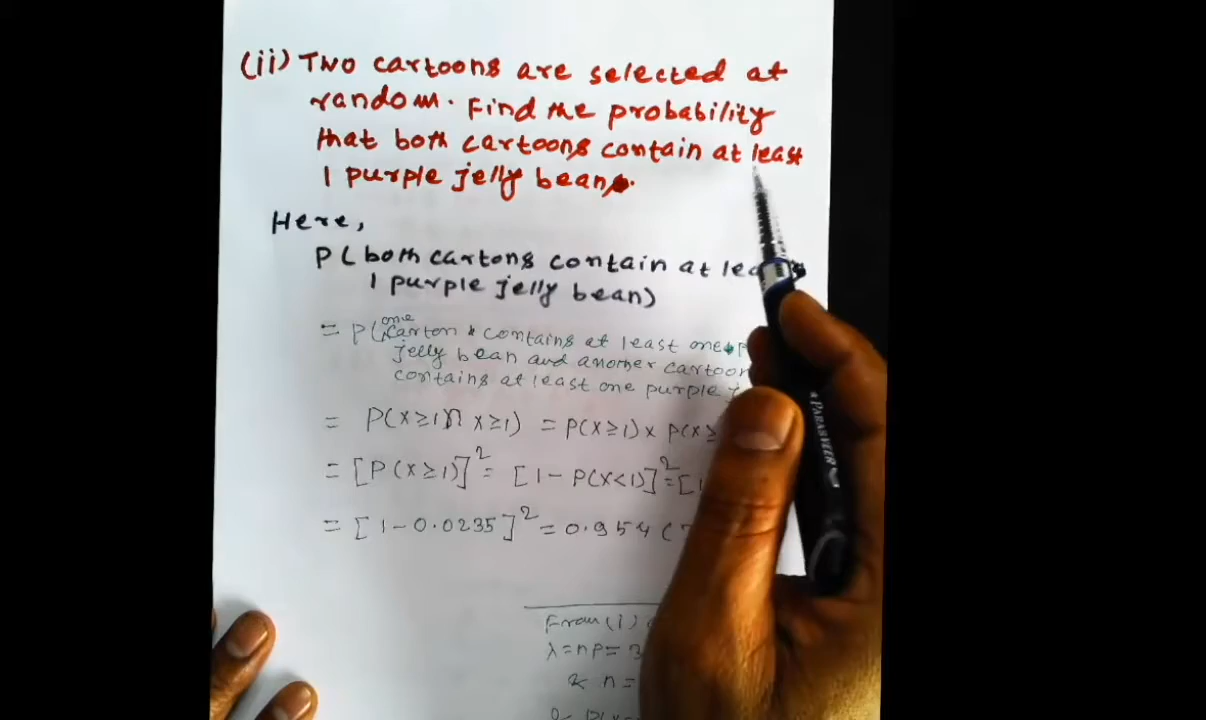 (ii) Two cartoons are selected at
random. Find the probability
that both cartoons contain at least
1 purple jelly bean.
Here,
P( both cartons contain at
1 purple jelly bean)
= P( one carton contains at least one
jelly bean and another cartoon
contains at least one purple
= P(X≥1 ∩ X≥1) = P(X≥1) x P(X≥
= [P(X≥1)]² = [1 - P(X<1)]² = [1
= [1 - 0.0235]² = 0.954 (
From (i)
λ = np = 3
& n =
PARASVEEN